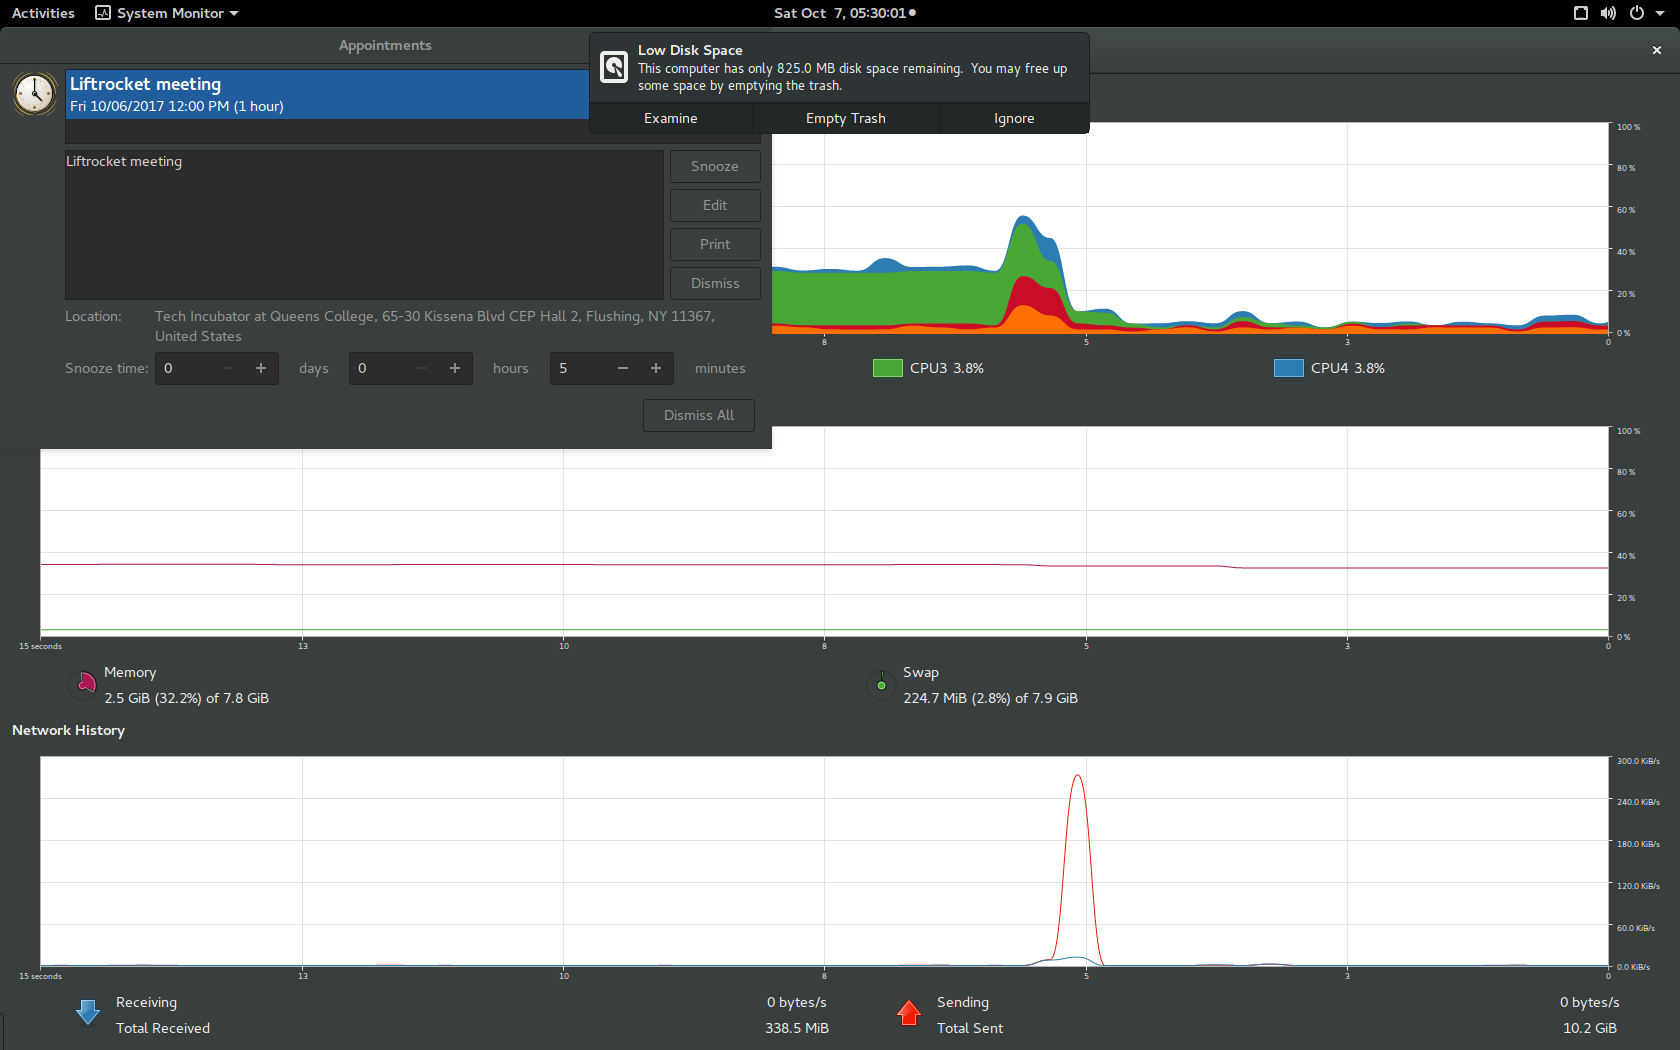 Activities
System Monitor
Sat Oct 7, 05:30:01
Appointments
Liftrocket meeting
Fri 10/06/2017 12:00 PM (1 hour)
Low Disk Space
This computer has only 825.0 MB disk space remaining. You may free up
some space by emptying the trash.
Examine
Empty Trash
Ignore
Liftrocket meeting
Snooze
Edit
Print
Dismiss
Location:
Tech Incubator at Queens College, 65-30 Kissena Blvd CEP Hall 2, Flushing, NY 11367,
United States
Snooze time:
0
days
0
hours
5
minutes
Dismiss All
100 %
80 %
60 %
40 %
20 %
0 %
8
5
3
0
CPU3 3.8%
CPU4 3.8%
100 %
80 %
60 %
40 %
20 %
0 %
15 seconds
13
10
8
5
3
0
Memory
2.5 GiB (32.2%) of 7.8 GiB
Swap
224.7 MiB (2.8%) of 7.9 GiB
Network History
300.0 KiB/s
240.0 KiB/s
180.0 KiB/s
120.0 KiB/s
60.0 KiB/s
0.0 KiB/s
15 seconds
13
10
8
5
3
0
Receiving
0 bytes/s
Total Received
338.5 MiB
Sending
0 bytes/s
Total Sent
10.2 GiB